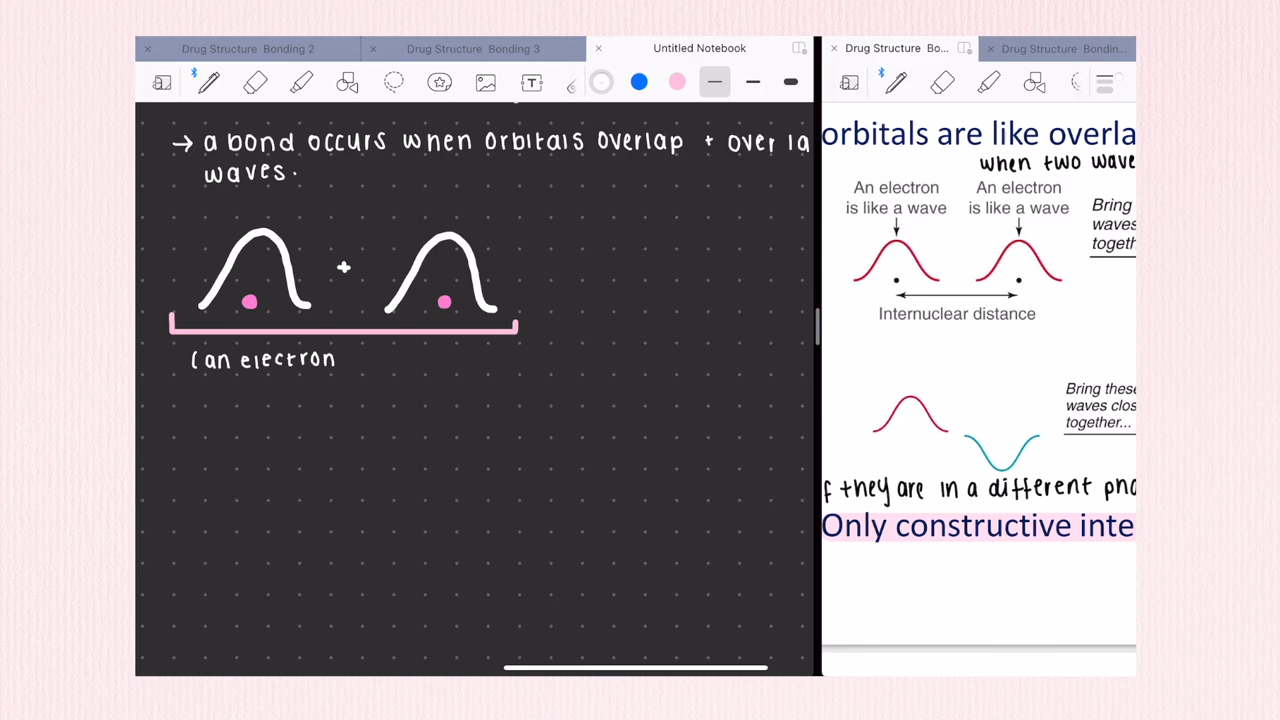 Drug Structure Bonding 2
Drug Structure Bonding 3
Untitled Notebook
Drug Structure Bo...
Drug Structure Bondin...
T
→ a bond occurs when orbitals overlap + over la
waves.
+
(an electron
orbitals are like overla
when two wave
An electron
is like a wave
An electron
is like a wave
Bring
waves
togeth
Internuclear distance
Bring these
waves clos
together...
f they are in a different pha
Only constructive inte